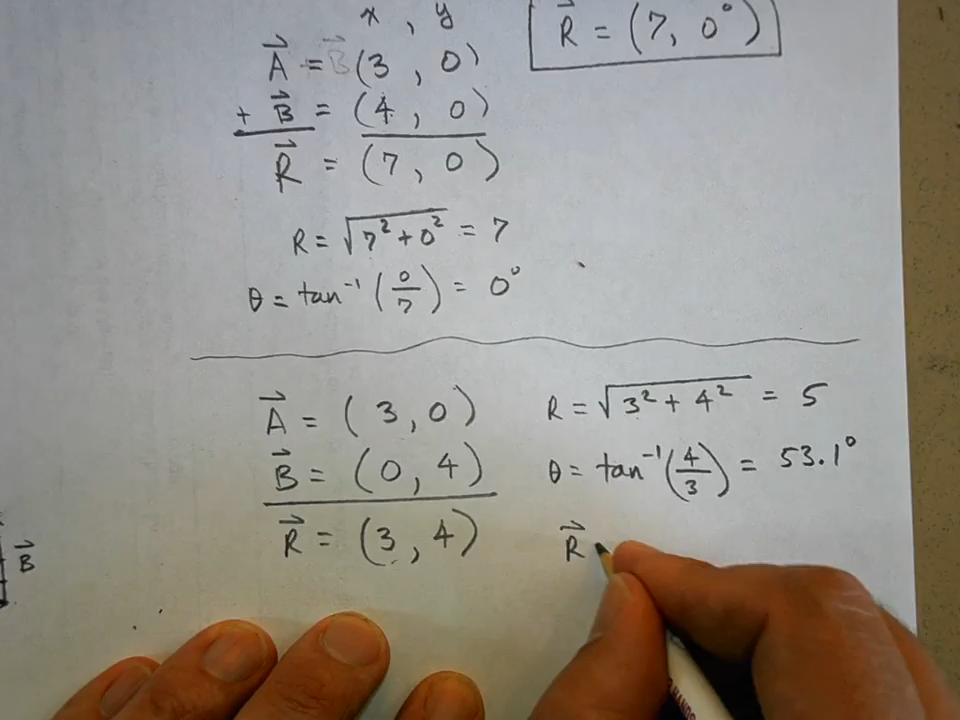 x , y
A⃗ = (3 , 0)
+ B⃗ = (4 , 0)
R⃗ = (7 , 0)
R⃗ = (7, 0°)
R = √(7² + 0²) = 7
θ = tan⁻¹ (0/7) = 0°
A⃗ = (3, 0)
B⃗ = (0, 4)
R⃗ = (3, 4)
R = √(3² + 4²) = 5
θ = tan⁻¹ (4/3) = 53.1°
R⃗
B⃗